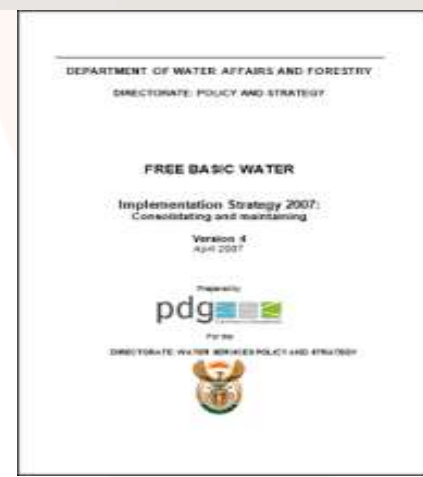 DEPARTMENT OF WATER AFFAIRS AND FORESTRY
DIRECTORATE: POLICY AND STRATEGY
FREE BASIC WATER
Implementation Strategy 2007:
Consolidating and maintaining
Version 4
April 2007
Prepared by
pdg
For the
DIRECTORATE: WATER SERVICES POLICY AND STRATEGY